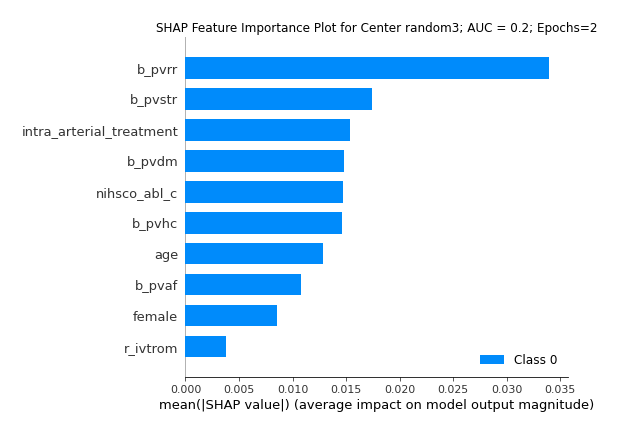 SHAP Feature Importance Plot for Center random3; AUC = 0.2; Epochs=2
b_pvrr
b_pvstr
intra_arterial_treatment
b_pvdm
nihsco_abl_c
b_pvhc
age
b_pvaf
female
r_ivtrom
Class 0
0.000 0.005 0.010 0.015 0.020 0.025 0.030 0.035
mean(|SHAP value|) (average impact on model output magnitude)